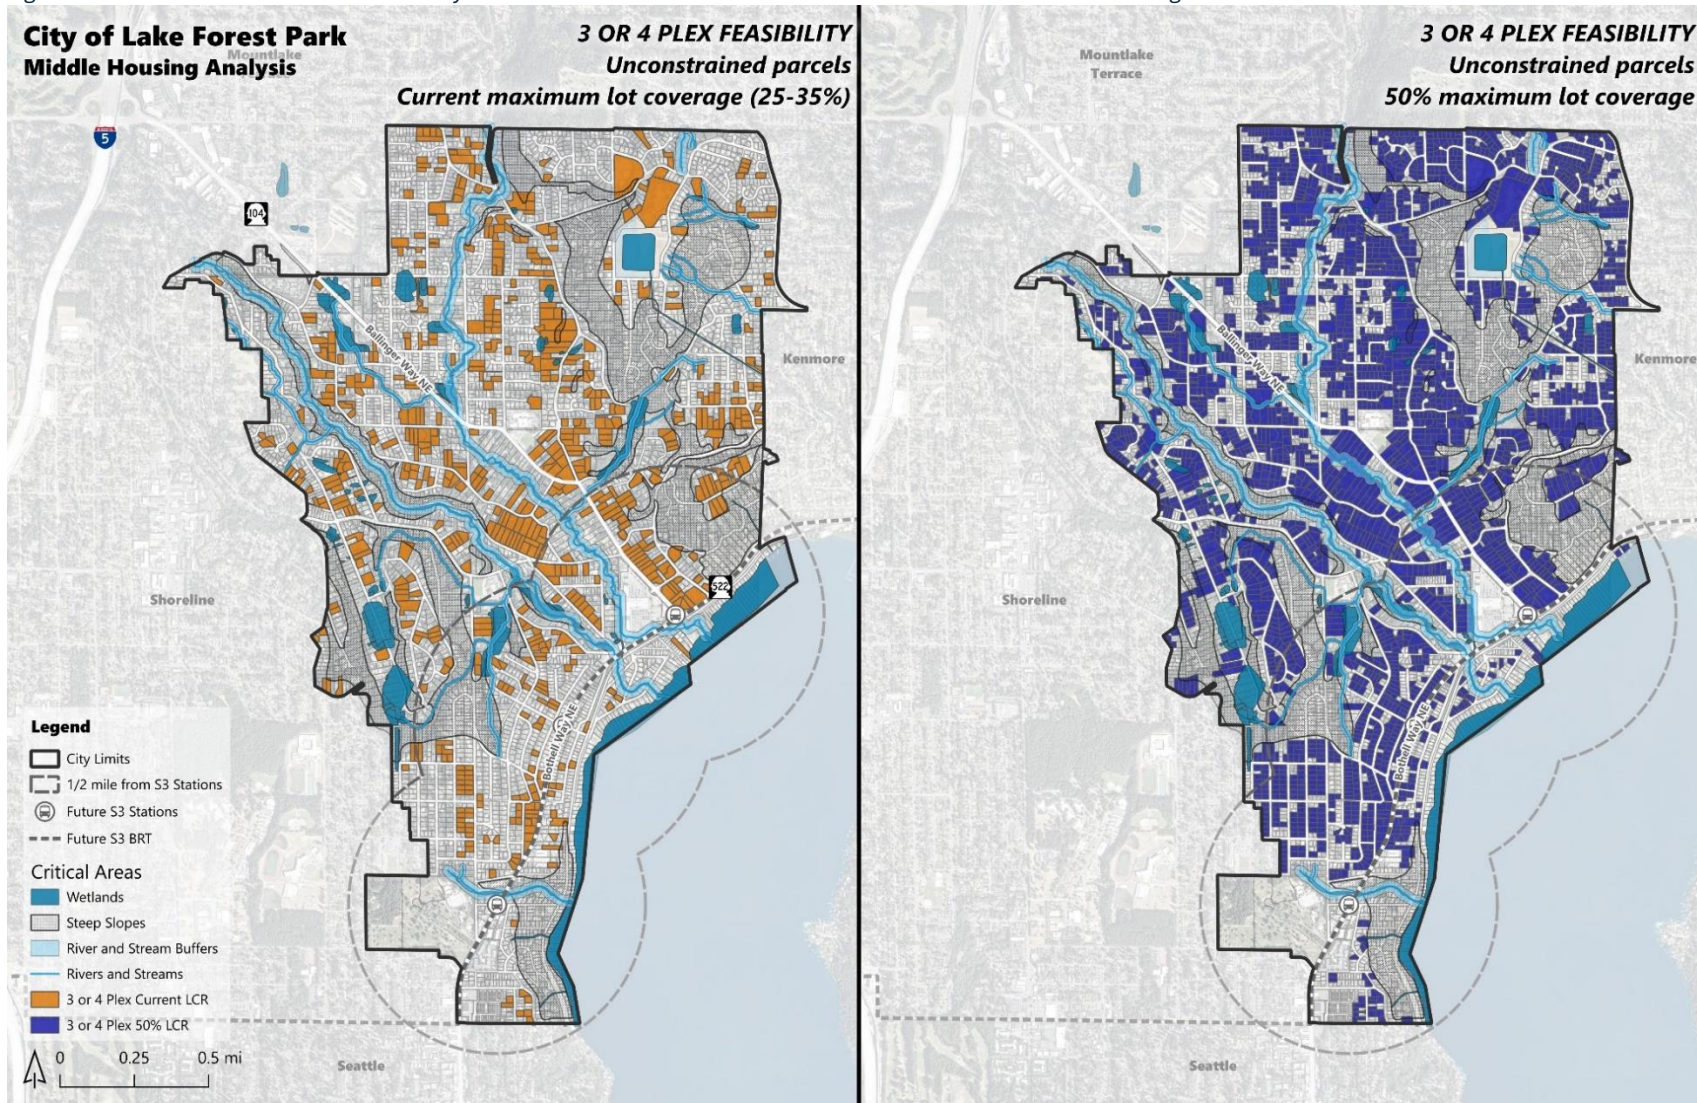 City of Lake Forest Park
Middle Housing Analysis
3 OR 4 PLEX FEASIBILITY
Unconstrained parcels
Current maximum lot coverage (25-35%)
Mountlake
Terrace
5
104
Ballinger Way NE
Kenmore
Shoreline
522
Bothell Way NE
Seattle
Legend
City Limits
1/2 mile from S3 Stations
Future S3 Stations
Future S3 BRT
Critical Areas
Wetlands
Steep Slopes
River and Stream Buffers
Rivers and Streams
3 or 4 Plex Current LCR
3 or 4 Plex 50% LCR
0 0.25 0.5 mi
3 OR 4 PLEX FEASIBILITY
Unconstrained parcels
50% maximum lot coverage
Mountlake
Terrace
Ballinger Way NE
Kenmore
Shoreline
Bothell Way NE
Seattle